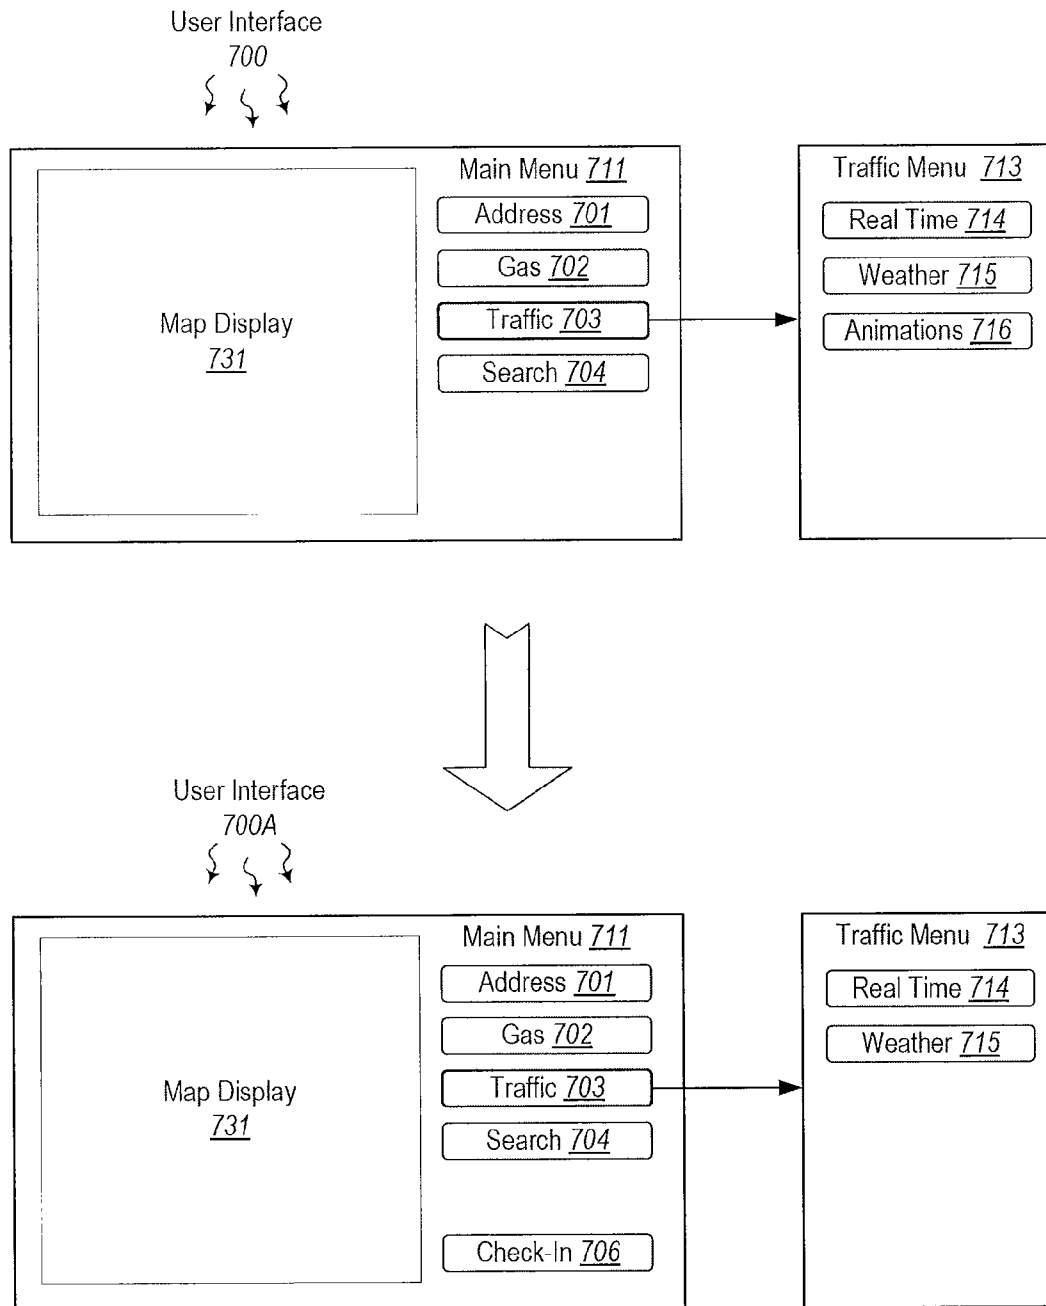 User Interface
700
Main Menu 711
Address 701
Gas 702
Traffic 703
Search 704
Map Display
731
Traffic Menu 713
Real Time 714
Weather 715
Animations 716
User Interface
700A
Main Menu 711
Address 701
Gas 702
Traffic 703
Search 704
Check-In 706
Map Display
731
Traffic Menu 713
Real Time 714
Weather 715